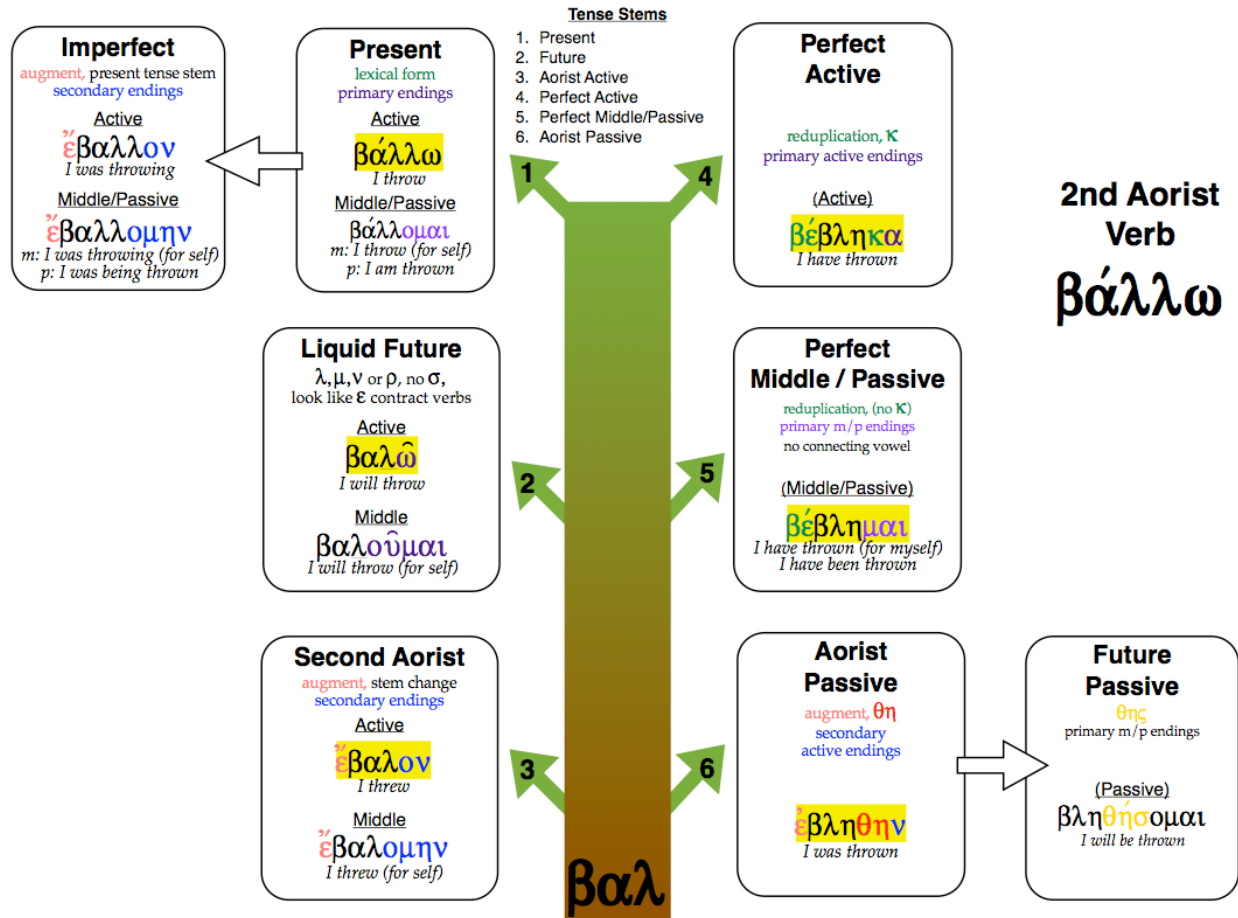 Tense Stems
1. Present
2. Future
3. Aorist Active
4. Perfect Active
5. Perfect Middle/Passive
6. Aorist Passive
Imperfect
augment, present tense stem
secondary endings
Active
ἔβαλλον
I was throwing
Middle/Passive
ἔβαλλομην
m: I was throwing (for self)
p: I was being thrown
Present
lexical form
primary endings
Active
βάλλω
I throw
Middle/Passive
βάλλομαι
m: I throw (for self)
p: I am thrown
1
4
Perfect
Active
reduplication, κ
primary active endings
(Active)
βέβληκα
I have thrown
2nd Aorist
Verb
βάλλω
Liquid Future
λ,μ,ν or ρ, no σ,
look like ε contract verbs
Active
βαλῶ
I will throw
Middle
βαλοῦμαι
I will throw (for self)
2
5
Perfect
Middle / Passive
reduplication, (no κ)
primary m/p endings
no connecting vowel
(Middle/Passive)
βέβλημαι
I have thrown (for myself)
I have been thrown
Second Aorist
augment, stem change
secondary endings
Active
ἔβαλον
I threw
Middle
ἔβαλομην
I threw (for self)
3
6
Aorist
Passive
augment, θη
secondary
active endings
ἐβληθην
I was thrown
Future
Passive
θης
primary m/p endings
(Passive)
βληθήσομαι
I will be thrown
βαλ